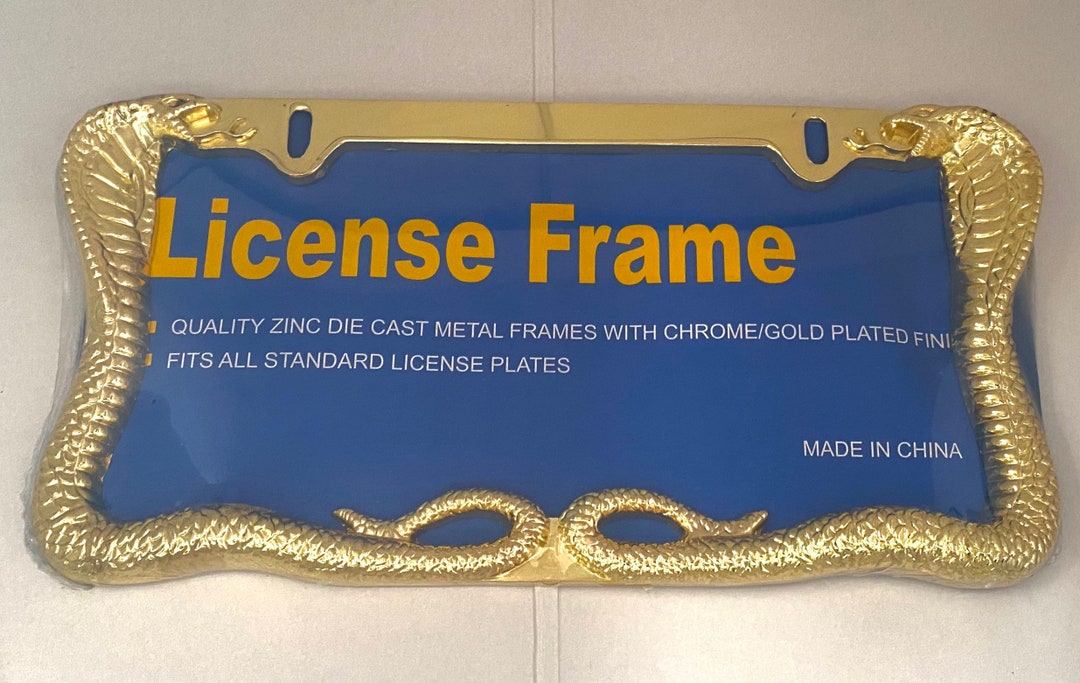 License Frame
QUALITY ZINC DIE CAST METAL FRAMES WITH CHROME/GOLD PLATED
FITS ALL STANDARD LICENSE PLATES
MADE IN CHINA